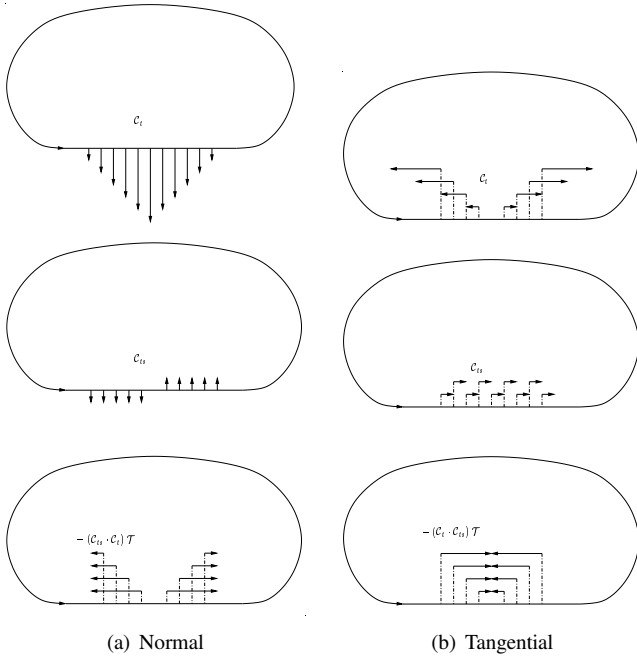 𝒞ₜ
𝒞ₜₛ
− (𝒞ₜₛ · 𝒞ₜ) 𝒯
(a) Normal
𝒞ₜ
𝒞ₜₛ
− (𝒞ₜ · 𝒞ₜₛ) 𝒯
(b) Tangential